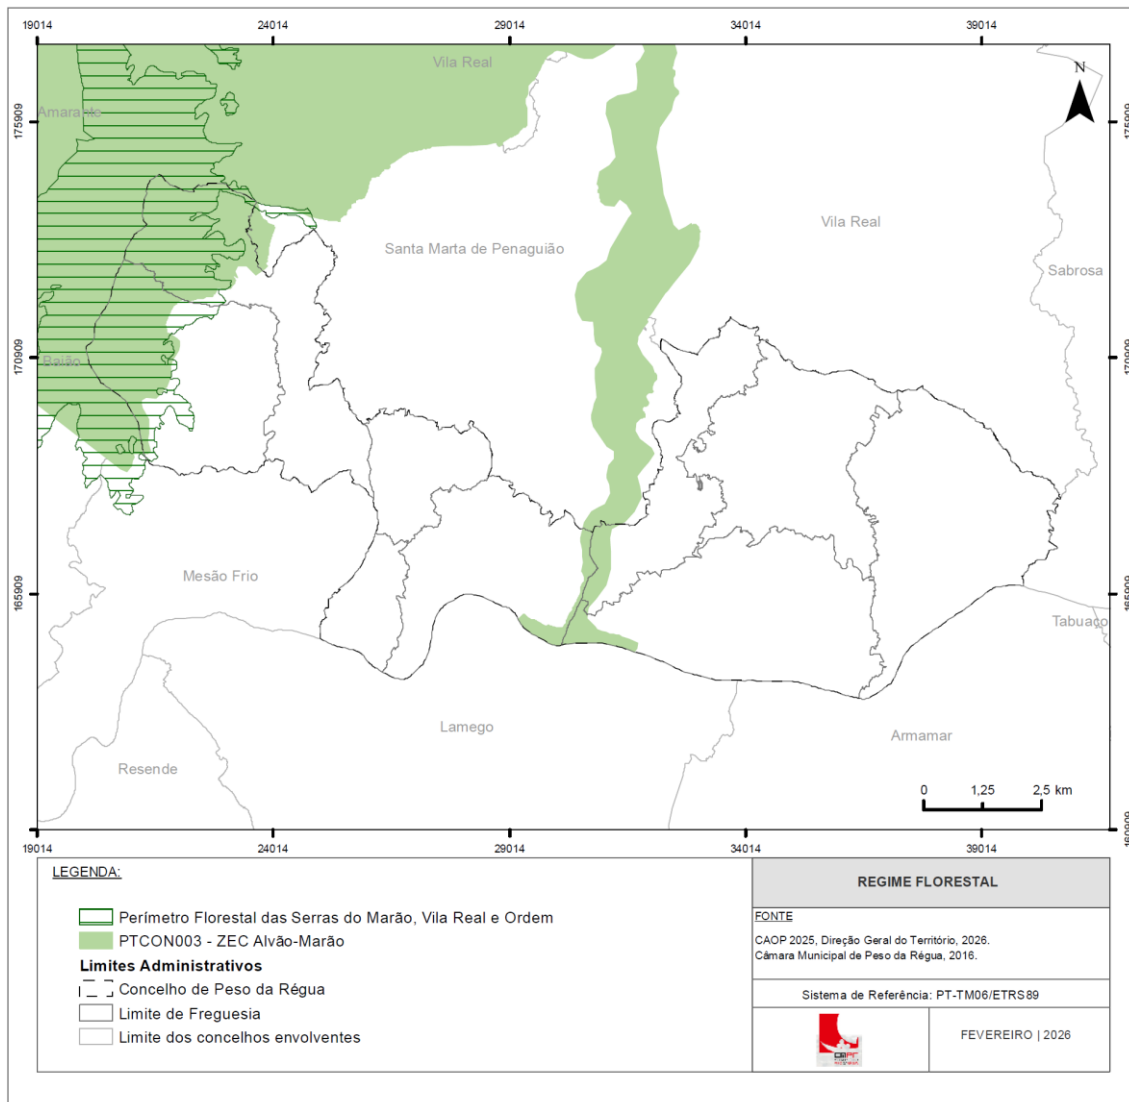 19014
24014
29014
34014
39014
Vila Real
N
Amarante
175909
175909
Vila Real
Santa Marta de Penaguião
Sabrosa
170909
170909
Baião
Mesão Frio
165909
165909
Tabuaço
Lamego
Armamar
Resende
0 1,25 2,5 km
160909
19014
24014
29014
34014
39014
LEGENDA:
Perímetro Florestal das Serras do Marão, Vila Real e Ordem
PTCON003 - ZEC Alvão-Marão
Limites Administrativos
Concelho de Peso da Régua
Limite de Freguesia
Limite dos concelhos envolventes
REGIME FLORESTAL
FONTE
CAOP 2025, Direção Geral do Território, 2026.
Câmara Municipal de Peso da Régua, 2016.
Sistema de Referência: PT-TM06/ETRS89
FEVEREIRO | 2026